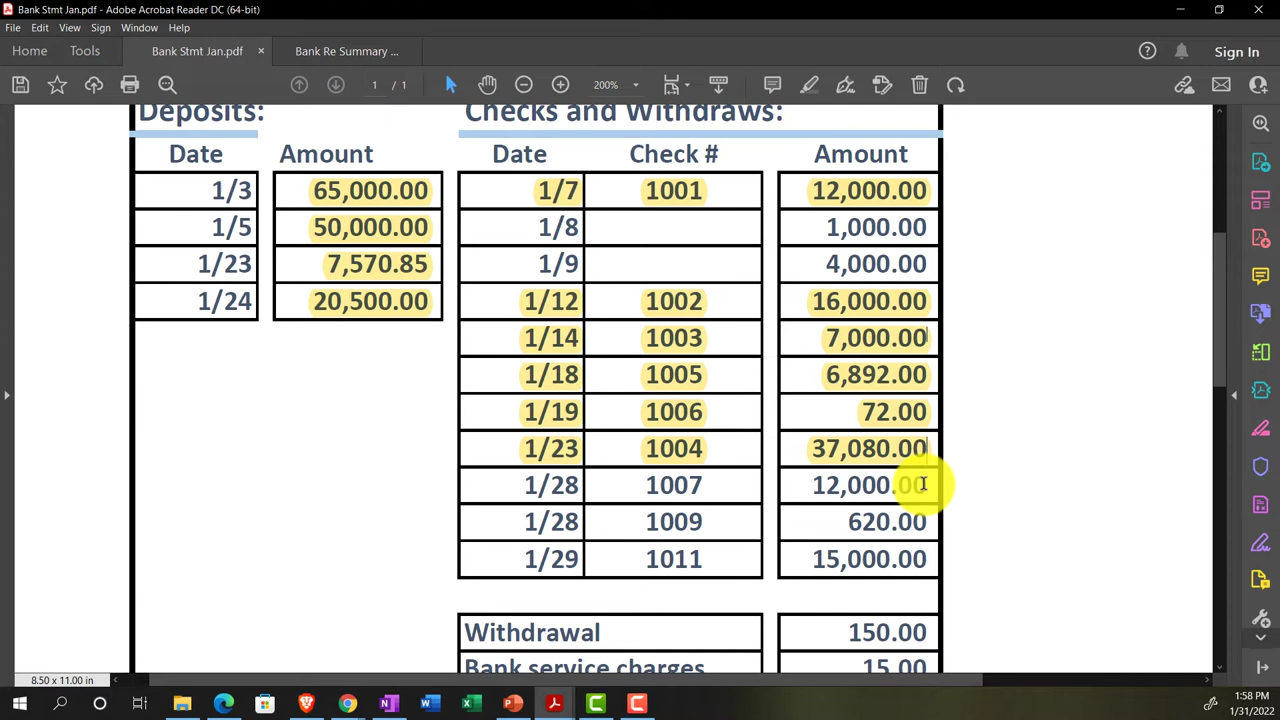 Bank Stmt Jan.pdf - Adobe Acrobat Reader DC (64-bit)
File Edit View Sign Window Help
Home Tools Bank Stmt Jan.pdf × Bank Re Summary ... Sign In
1 / 1 200%
Deposits: Checks and Withdraws:
Date Amount Date Check # Amount
1/3 65,000.00 1/7 1001 12,000.00
1/5 50,000.00 1/8 1,000.00
1/23 7,570.85 1/9 4,000.00
1/24 20,500.00 1/12 1002 16,000.00
1/14 1003 7,000.00
1/18 1005 6,892.00
1/19 1006 72.00
1/23 1004 37,080.00
1/28 1007 12,000.00
1/28 1009 620.00
1/29 1011 15,000.00
Withdrawal 150.00
Bank service charges 15.00
8.50 x 11.00 in
1:58 PM
1/31/2022